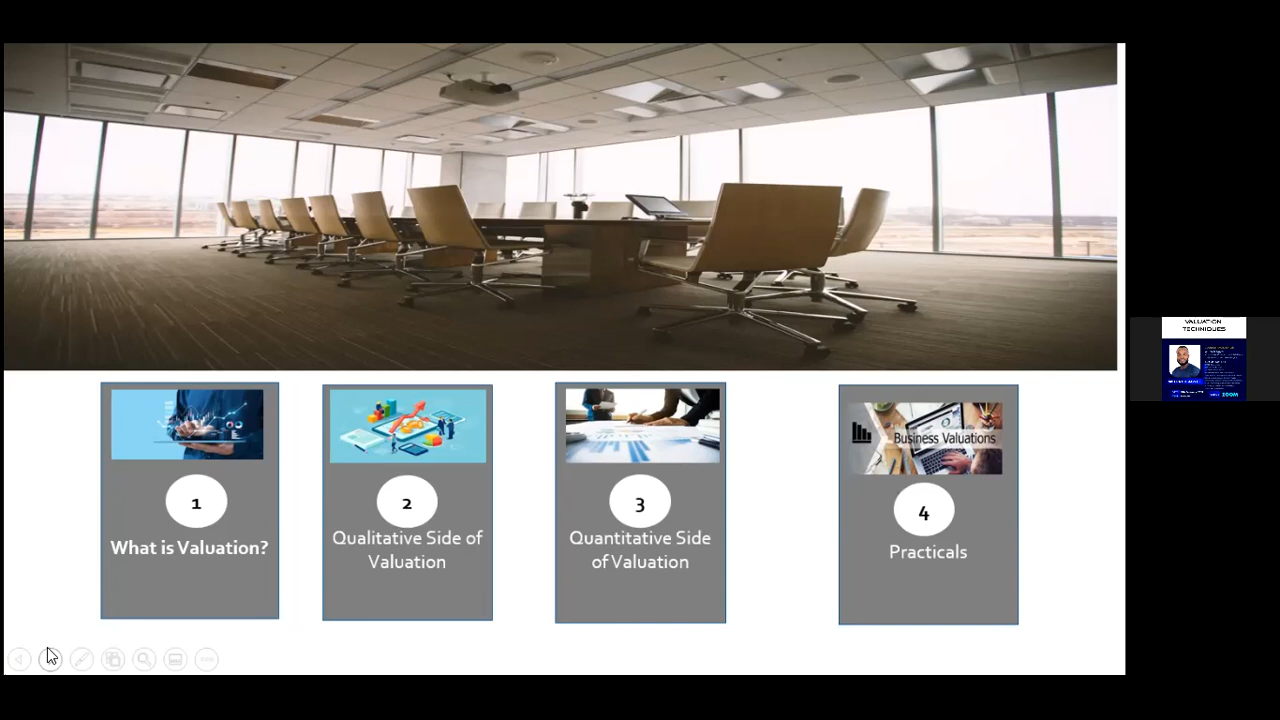 1
What is Valuation?
2
Qualitative Side of
Valuation
3
Quantitative Side
of Valuation
Business Valuations
4
Practicals
VALUATION
TECHNIQUES
ZOOM